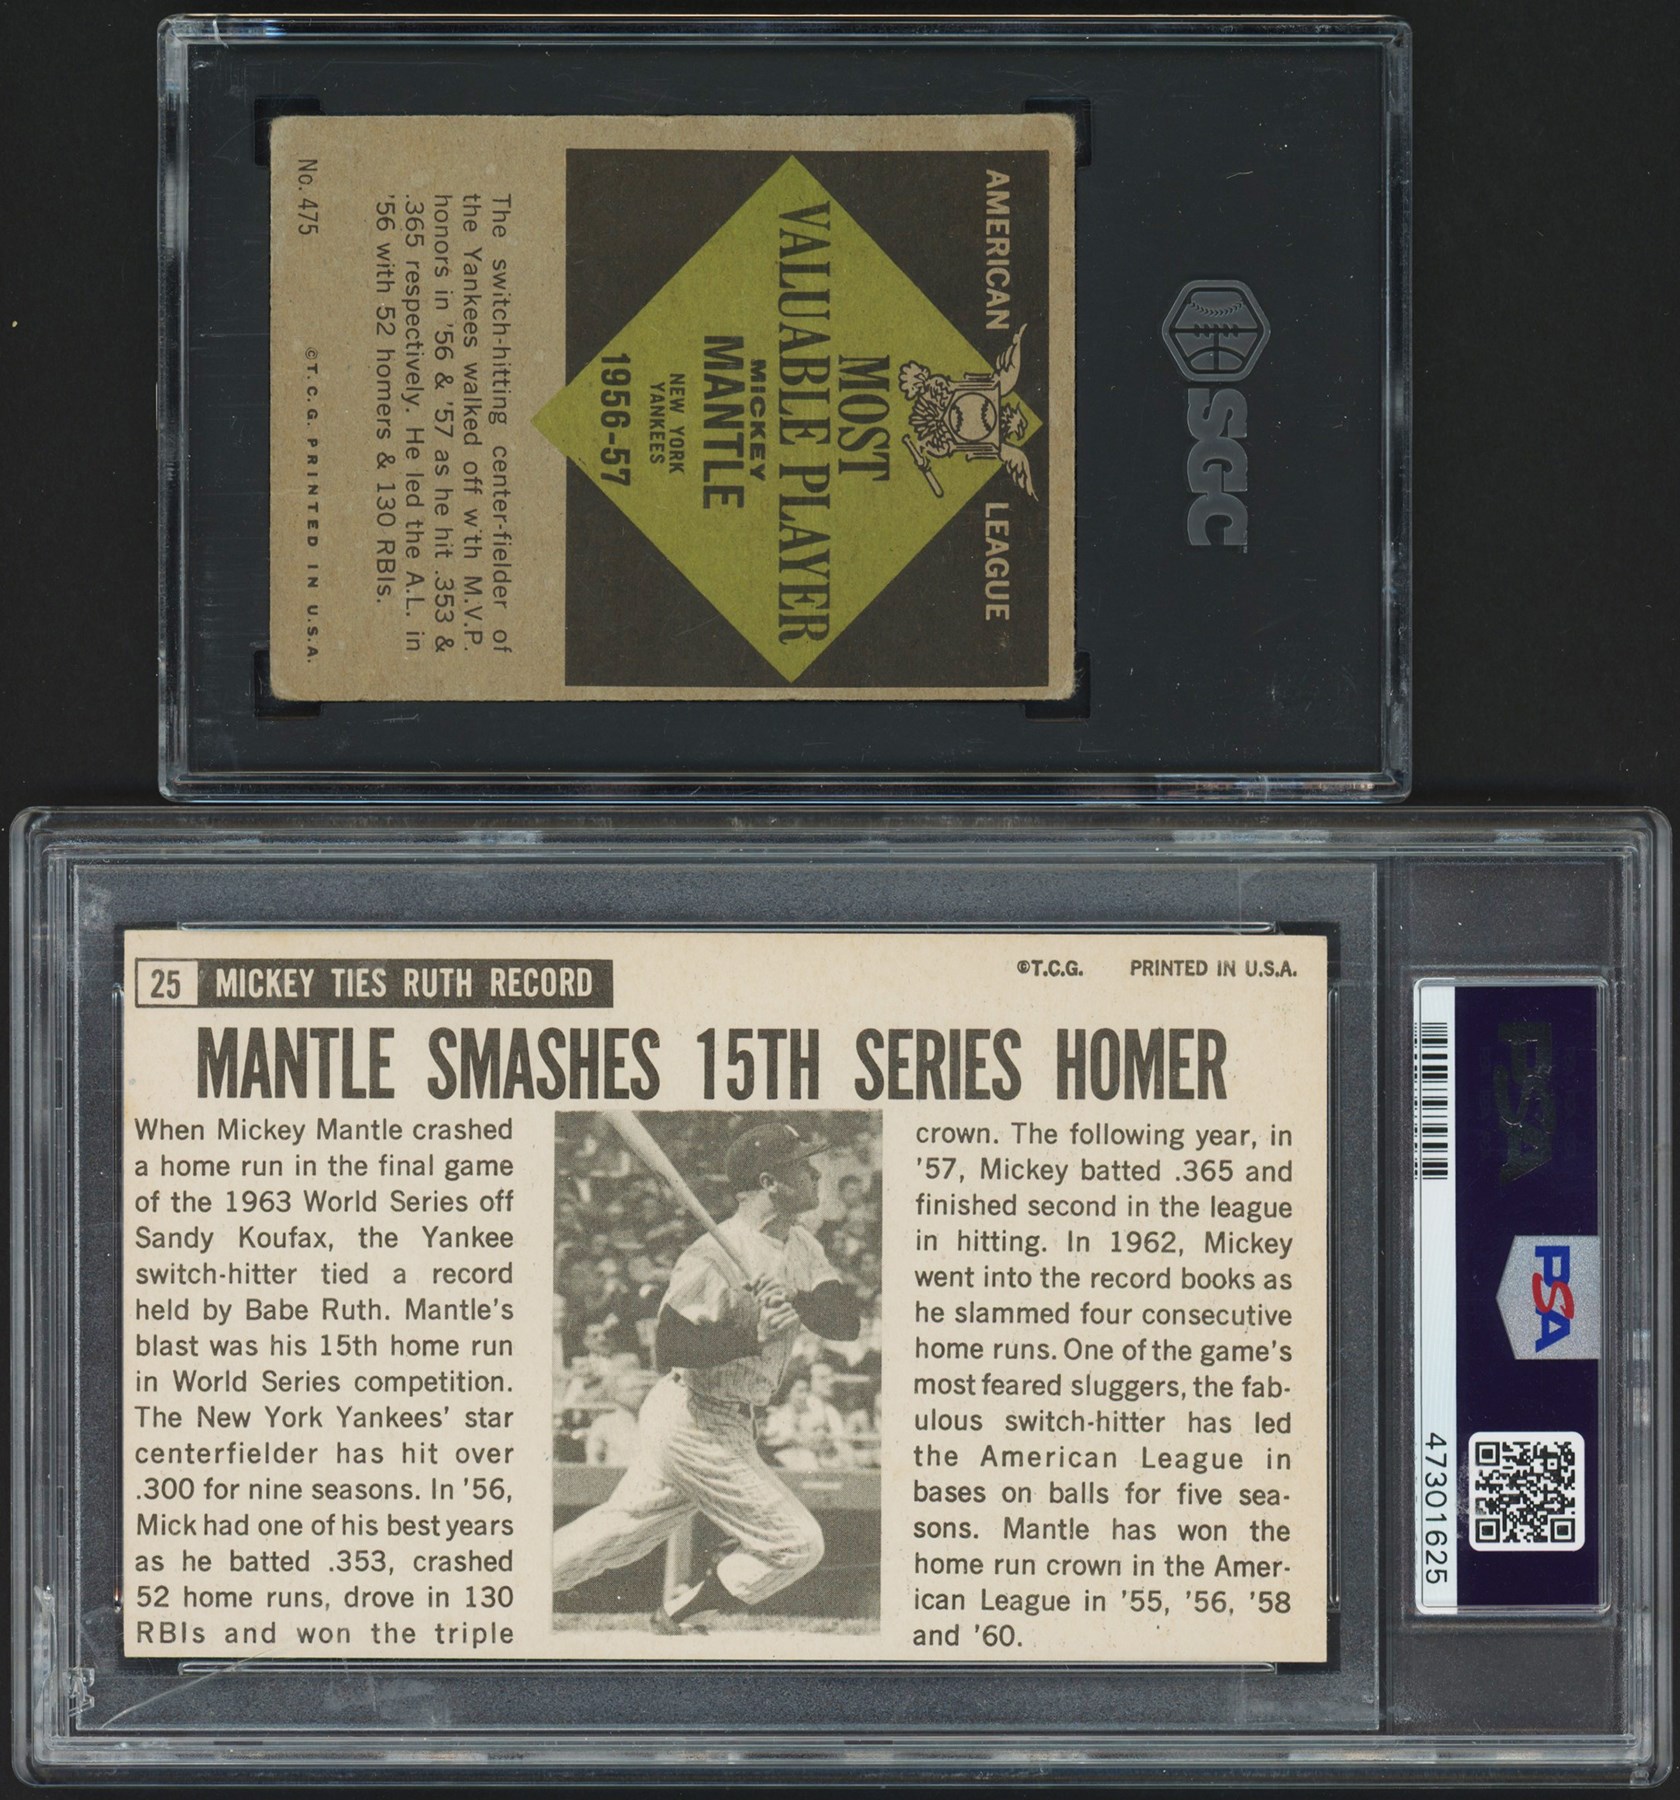 AMERICAN LEAGUE
MOST
VALUABLE PLAYER
MICKEY
MANTLE
NEW YORK
YANKEES
1956-57
The switch-hitting center-fielder of
the Yankees walked off with M.V.P.
honors in '56 & '57 as he hit .353 &
.365 respectively. He led the A.L. in
'56 with 52 homers & 130 RBIs.
No. 475 ©T.C.G. PRINTED IN U.S.A.
SGC
25 MICKEY TIES RUTH RECORD
©T.C.G. PRINTED IN U.S.A.
MANTLE SMASHES 15TH SERIES HOMER
When Mickey Mantle crashed
a home run in the final game
of the 1963 World Series off
Sandy Koufax, the Yankee
switch-hitter tied a record
held by Babe Ruth. Mantle's
blast was his 15th home run
in World Series competition.
The New York Yankees' star
centerfielder has hit over
.300 for nine seasons. In '56,
Mick had one of his best years
as he batted .353, crashed
52 home runs, drove in 130
RBIs and won the triple
crown. The following year, in
'57, Mickey batted .365 and
finished second in the league
in hitting. In 1962, Mickey
went into the record books as
he slammed four consecutive
home runs. One of the game's
most feared sluggers, the fab-
ulous switch-hitter has led
the American League in
bases on balls for five sea-
sons. Mantle has won the
home run crown in the Amer-
ican League in '55, '56, '58
and '60.
PSA
PSA
47301625